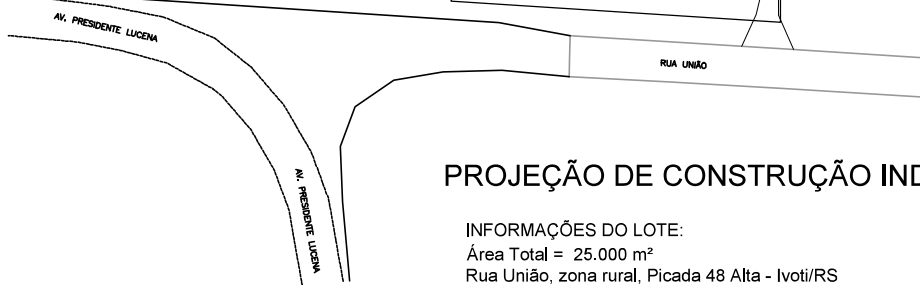 AV. PRESIDENTE LUCENA
RUA UNIÃO
AV. PRESIDENTE LUCENA
PROJEÇÃO DE CONSTRUÇÃO IND
INFORMAÇÕES DO LOTE:
Área Total = 25.000 m²
Rua União, zona rural, Picada 48 Alta - Ivoti/RS